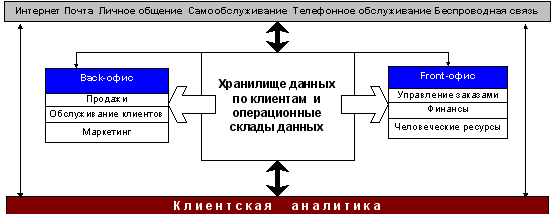 Интернет Почта Личное общение Самообслуживание Телефонное обслуживание Беспроводная связь
Back-офис
Продажи
Обслуживание клиентов
Маркетинг
Хранилище данных
по клиентам и
операционные
склады данных
Front-офис
Управление заказами
Финансы
Человеческие ресурсы
Клиентская аналитика